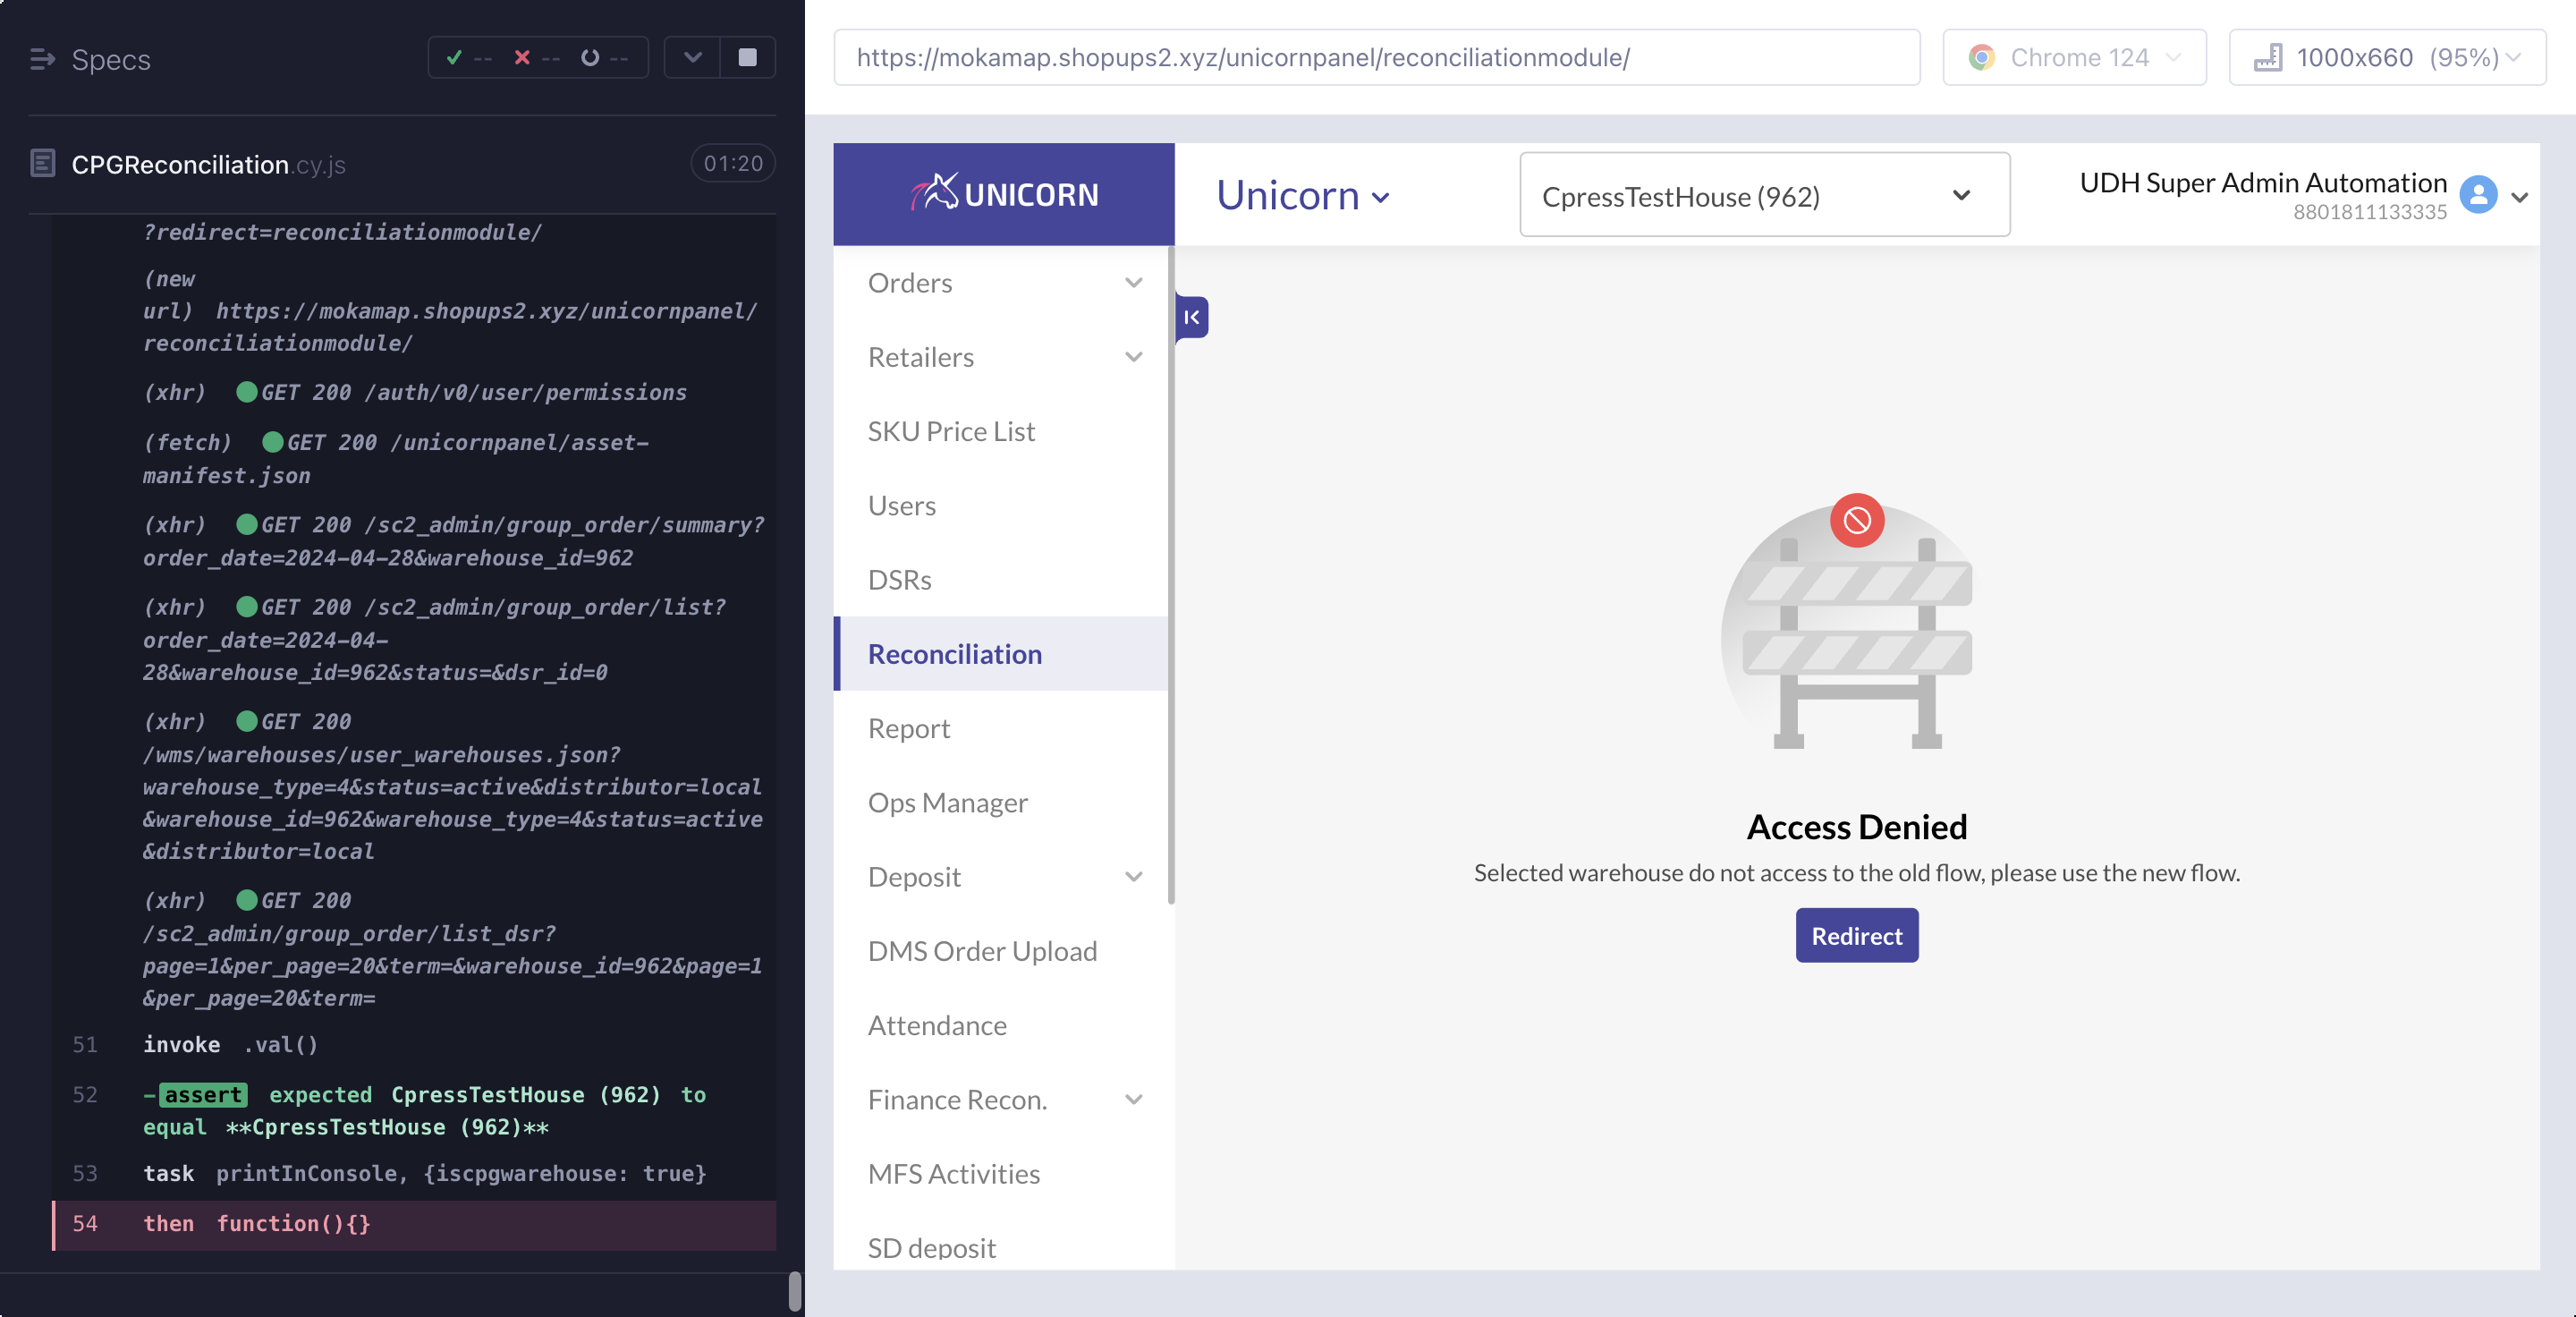 Specs
-- -- --
CPGReconciliation.cy.js
01:20
?redirect=reconciliationmodule/
(new
url) https://mokamap.shopups2.xyz/unicornpanel/
reconciliationmodule/
(xhr) GET 200 /auth/v0/user/permissions
(fetch) GET 200 /unicornpanel/asset-
manifest.json
(xhr) GET 200 /sc2_admin/group_order/summary?
order_date=2024-04-28&warehouse_id=962
(xhr) GET 200 /sc2_admin/group_order/list?
order_date=2024-04-
28&warehouse_id=962&status=&dsr_id=0
(xhr) GET 200
/wms/warehouses/user_warehouses.json?
warehouse_type=4&status=active&distributor=local
&warehouse_id=962&warehouse_type=4&status=active
&distributor=local
(xhr) GET 200
/sc2_admin/group_order/list_dsr?
page=1&per_page=20&term=&warehouse_id=962&page=1
&per_page=20&term=
51 invoke .val()
52 -assert expected CpressTestHouse (962) to
equal **CpressTestHouse (962)**
53 task printInConsole, {iscpgwarehouse: true}
54 then function(){}
https://mokamap.shopups2.xyz/unicornpanel/reconciliationmodule/
Chrome 124
1000x660 (95%)
UNICORN
Unicorn
CpressTestHouse (962)
UDH Super Admin Automation
8801811133335
Orders
Retailers
SKU Price List
Users
DSRs
Reconciliation
Report
Ops Manager
Deposit
DMS Order Upload
Attendance
Finance Recon.
MFS Activities
SD deposit
Access Denied
Selected warehouse do not access to the old flow, please use the new flow.
Redirect